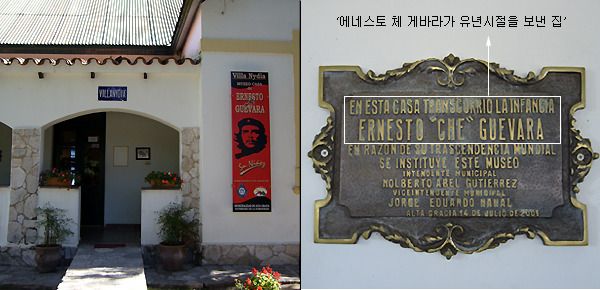 VILLA NYDIA
Villa Nydia
MUSEO CASA
de
ERNESTO
CHE
GUEVARA
'에네스토 체 게바라가 유년시절을 보낸 집'
EN ESTA CASA TRANSCURRIO LA INFANCIA
ERNESTO "CHE" GUEVARA
EN RAZON DE SU TRASCENDENCIA MUNDIAL
SE INSTITUYE ESTE MUSEO
INTENDENTE MUNICIPAL
NOLBERTO ABEL GUTIERREZ
VICEINTENDENTE MUNICIPAL
JORGE EDUARDO NANAL
ALTA GRACIA 14 DE JULIO DE 2001